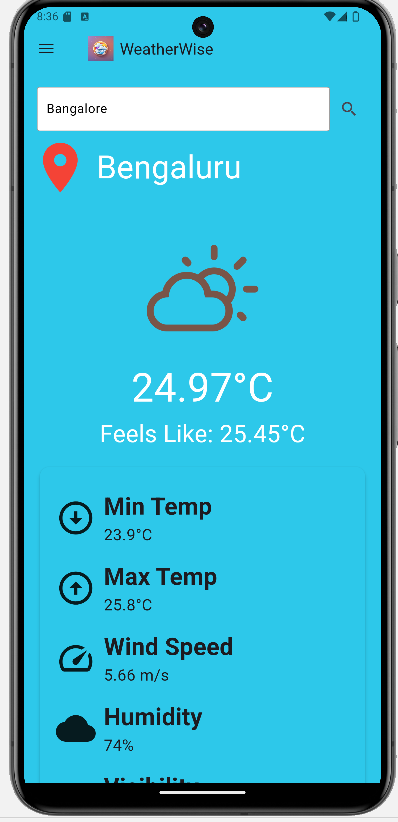 8:36
WeatherWise
Bangalore
Bengaluru
24.97°C
Feels Like: 25.45°C
Min Temp
23.9°C
Max Temp
25.8°C
Wind Speed
5.66 m/s
Humidity
74%
Visibility